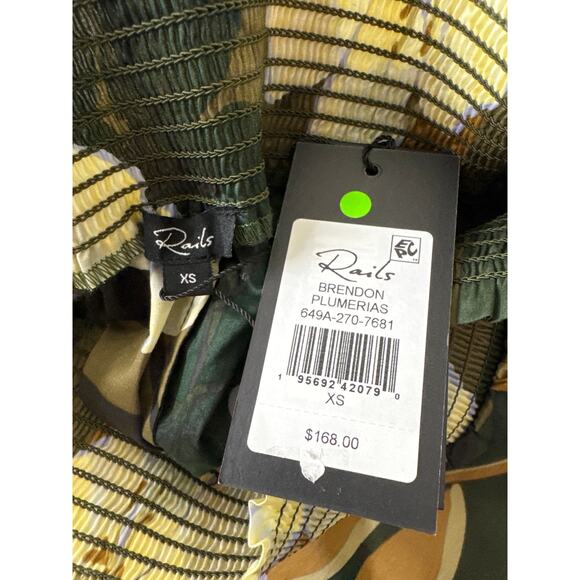 Rails
XS
Rails
BRENDON
PLUMERIAS
649A-270-7681
1 95692 42079 0
XS
$168.00